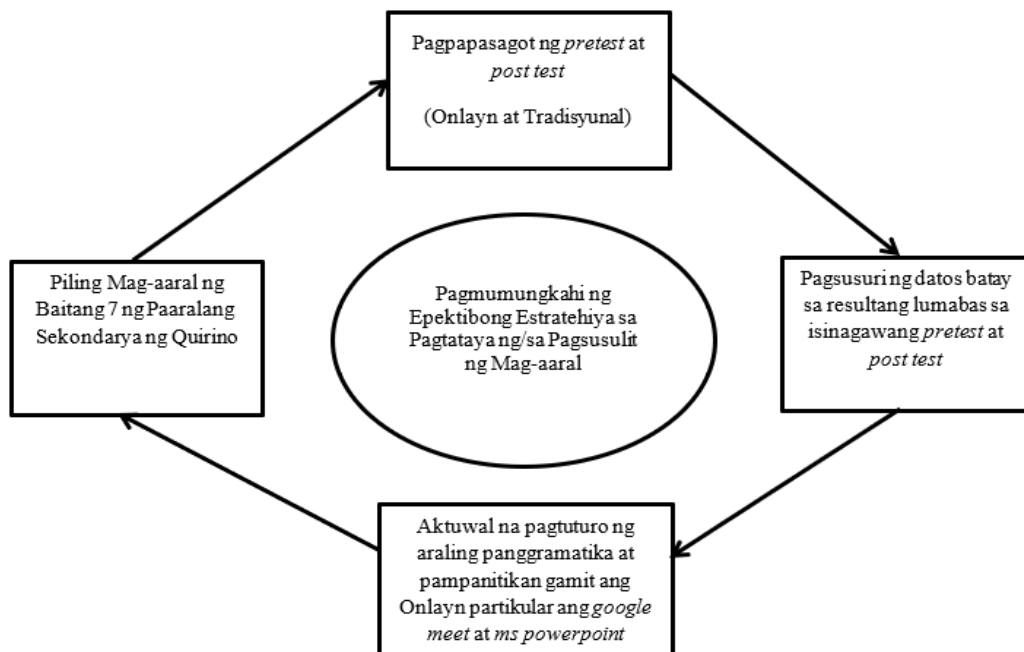 Pagpapasagot ng pretest at
post test
(Onlayn at Tradisyunal)
Piling Mag-aaral ng
Baitang 7 ng Paaralang
Sekondarya ng Quirino
Pagmumungkahi ng
Epektibong Estratehiya sa
Pagtataya ng/sa Pagsusulit
ng Mag-aaral
Pagsusuri ng datos batay
sa resultang lumabas sa
isinagawang pretest at
post test
Aktuwal na pagtuturo ng
araling panggramatika at
pampanitikan gamit ang
Onlayn partikular ang google
meet at ms powerpoint